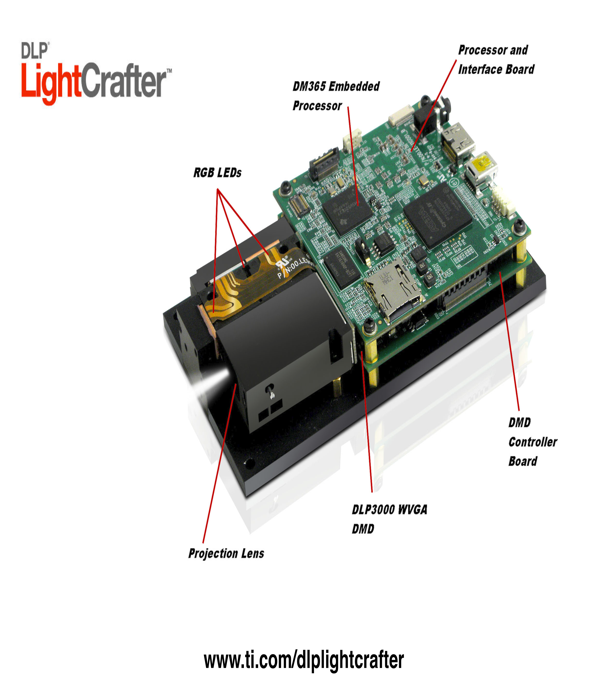 DLP®
LightCrafter™
Processor and
Interface Board
DM365 Embedded
Processor
RGB LEDs
DMD
Controller
Board
DLP3000 WVGA
DMD
Projection Lens
www.ti.com/dlplightcrafter